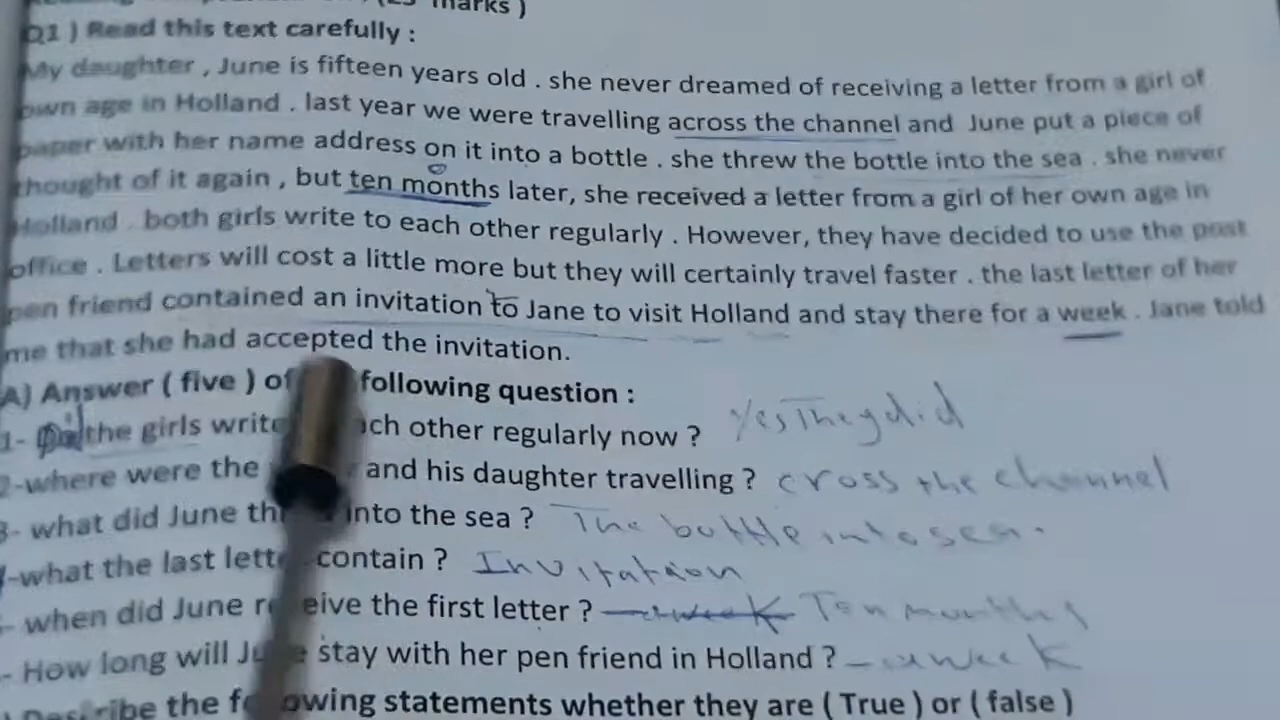 marks )
Q1 ) Read this text carefully :
My daughter , June is fifteen years old . she never dreamed of receiving a letter from a girl of
own age in Holland . last year we were travelling across the channel and June put a piece of
paper with her name address on it into a bottle . she threw the bottle into the sea . she never
thought of it again , but ten months later, she received a letter from a girl of her own age in
Holland . both girls write to each other regularly . However, they have decided to use the post
office . Letters will cost a little more but they will certainly travel faster . the last letter of her
pen friend contained an invitation to Jane to visit Holland and stay there for a week . Jane told
me that she had accepted the invitation.
A) Answer ( five ) of following question :
1- the girls write each other regularly now ? Yes They did
2-where were the and his daughter travelling ? cross the channel
3- what did June into the sea ? The bottle into sea.
-what the last contain ? Invitation
- when did June the first letter ? Ten months
- How long will stay with her pen friend in Holland ? a week
the following statements whether they are ( True ) or ( false )